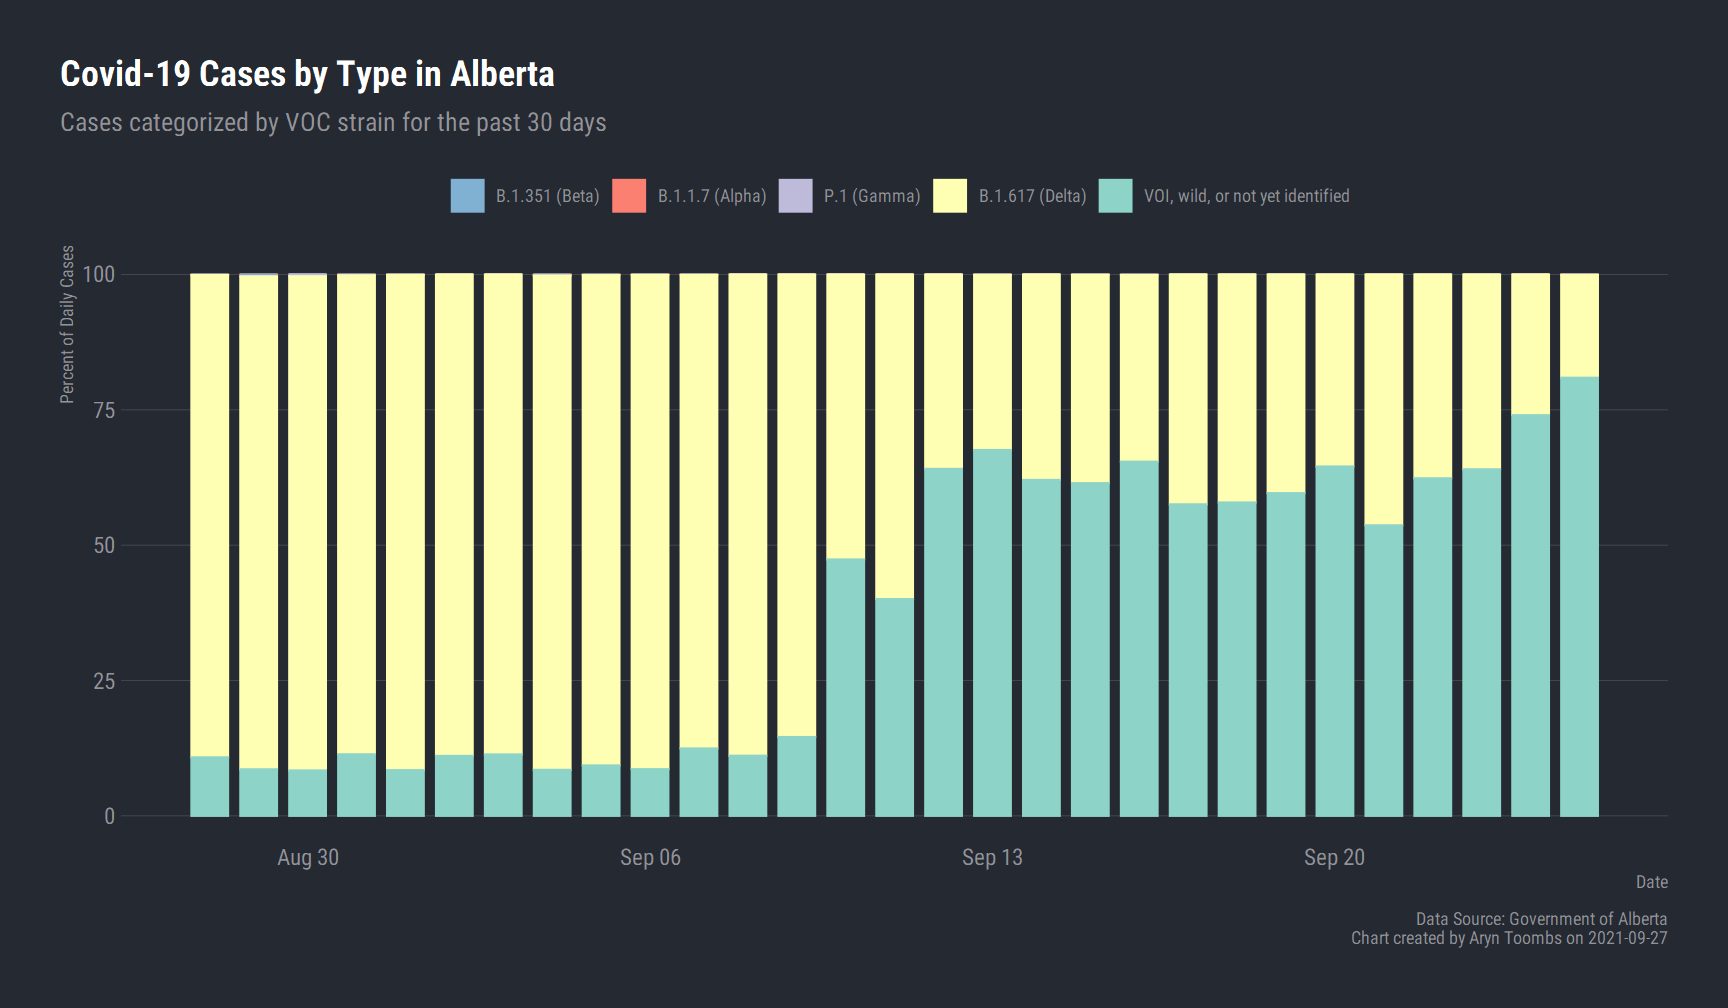 Covid-19 Cases by Type in Alberta
Cases categorized by VOC strain for the past 30 days
B.1.351 (Beta) B.1.1.7 (Alpha) P.1 (Gamma) B.1.617 (Delta) VOI, wild, or not yet identified
Percent of Daily Cases
100
75
50
25
0
Aug 30 Sep 06 Sep 13 Sep 20
Date
Data Source: Government of Alberta
Chart created by Aryn Toombs on 2021-09-27